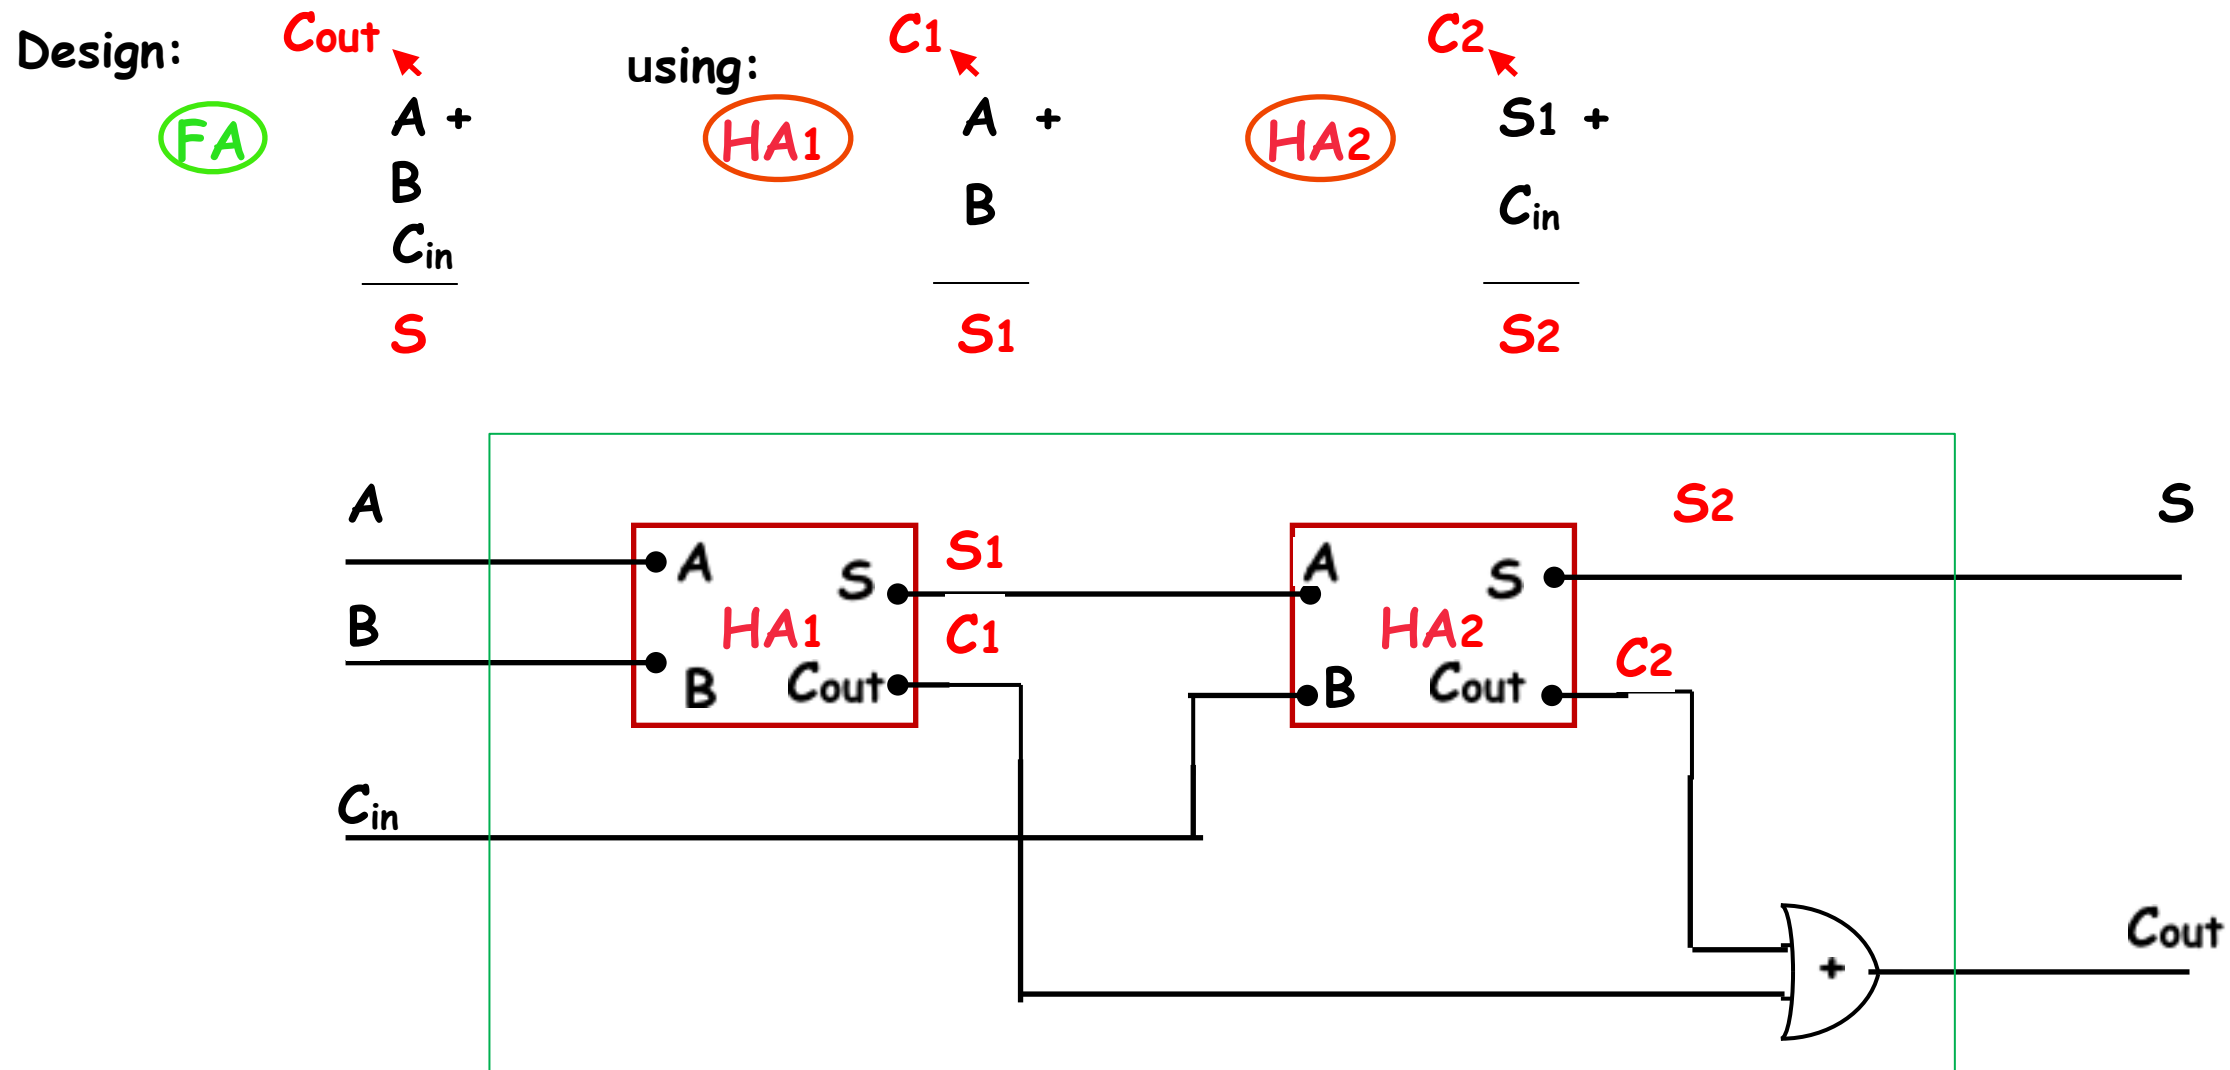 Design: Cout using: C1 C2
FA A + HA1 A + HA2 S1 +
B B Cin
Cin
S S1 S2
A S2 S
A S S1 A S
B HA1 C1 HA2 C2
B Cout B Cout
Cin
+ Cout